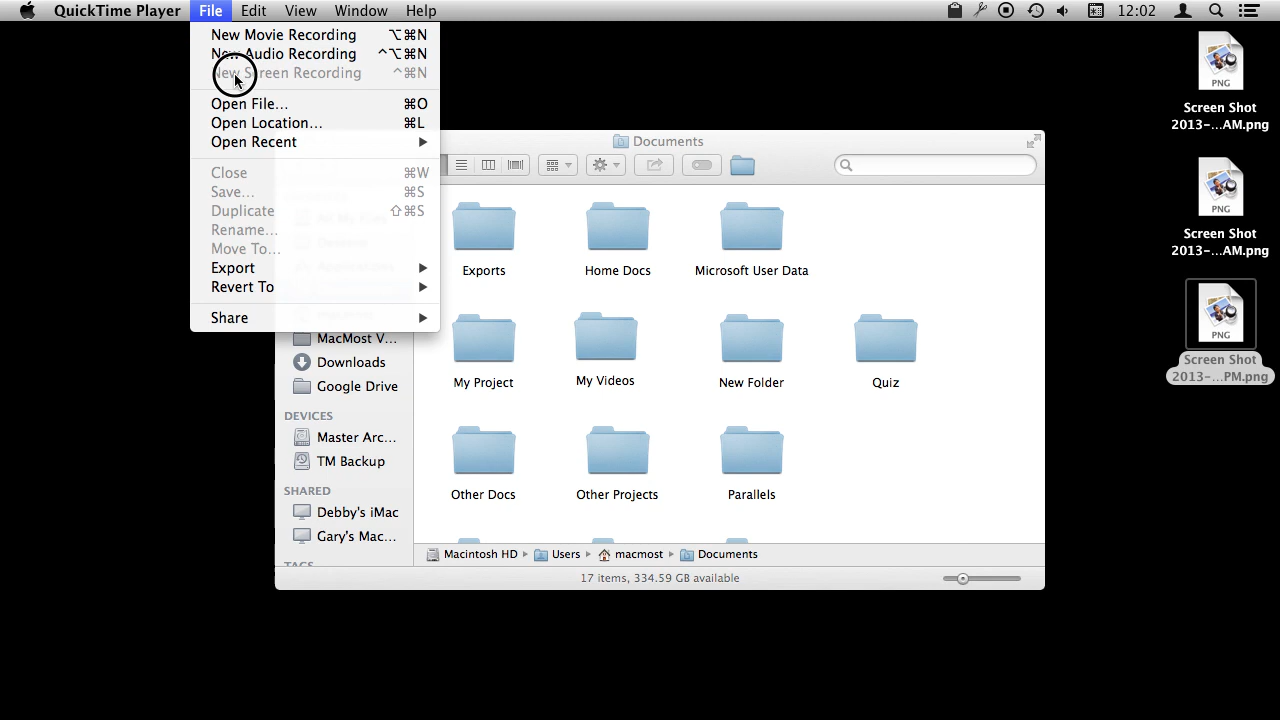 QuickTime Player File Edit View Window Help 12:02
New Movie Recording ⌥⌘N
New Audio Recording ^⌥⌘N
New Screen Recording ^⌘N
Open File... ⌘O
Open Location... ⌘L
Open Recent
Close ⌘W
Save... ⌘S
Duplicate ⇧⌘S
Rename...
Move To...
Export
Revert To
Share
Documents
MacMost V...
Downloads
Google Drive
DEVICES
Master Arc...
TM Backup
SHARED
Debby's iMac
Gary's Mac...
TAGS
Exports Home Docs Microsoft User Data
My Project My Videos New Folder Quiz
Other Docs Other Projects Parallels
Macintosh HD Users macmost Documents
17 items, 334.59 GB available
PNG
Screen Shot
2013-...AM.png
PNG
Screen Shot
2013-...AM.png
PNG
Screen Shot
2013-...PM.png